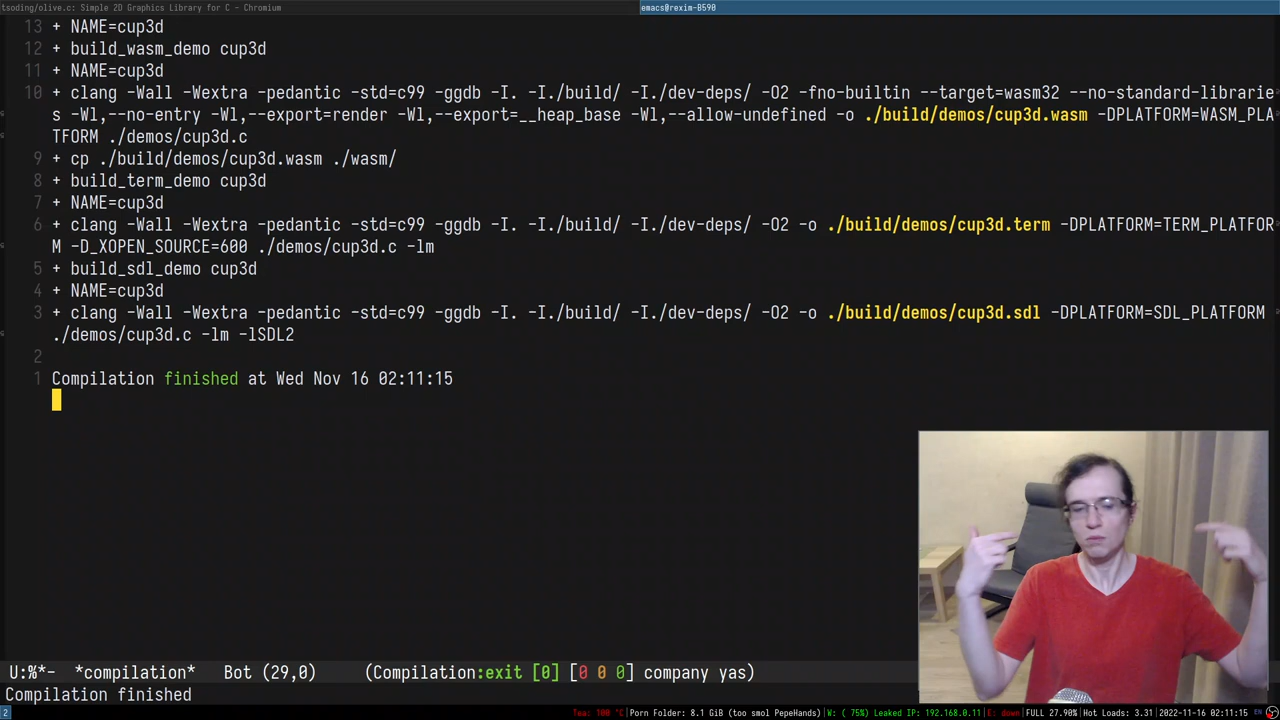 tsoding/olive.c: Simple 2D Graphics Library for C - Chromium
emacs@rexim-B590
13 + NAME=cup3d
12 + build_wasm_demo cup3d
11 + NAME=cup3d
10 + clang -Wall -Wextra -pedantic -std=c99 -ggdb -I. -I./build/ -I./dev-deps/ -O2 -fno-builtin --target=wasm32 --no-standard-librarie
s -Wl,--no-entry -Wl,--export=render -Wl,--export=__heap_base -Wl,--allow-undefined -o ./build/demos/cup3d.wasm -DPLATFORM=WASM_PLA
TFORM ./demos/cup3d.c
9 + cp ./build/demos/cup3d.wasm ./wasm/
8 + build_term_demo cup3d
7 + NAME=cup3d
6 + clang -Wall -Wextra -pedantic -std=c99 -ggdb -I. -I./build/ -I./dev-deps/ -O2 -o ./build/demos/cup3d.term -DPLATFORM=TERM_PLATFOR
M -D_XOPEN_SOURCE=600 ./demos/cup3d.c -lm
5 + build_sdl_demo cup3d
4 + NAME=cup3d
3 + clang -Wall -Wextra -pedantic -std=c99 -ggdb -I. -I./build/ -I./dev-deps/ -O2 -o ./build/demos/cup3d.sdl -DPLATFORM=SDL_PLATFORM
./demos/cup3d.c -lm -lSDL2
2
1 Compilation finished at Wed Nov 16 02:11:15
U:%*- *compilation* Bot (29,0) (Compilation:exit [0] [0 0 0] company yas)
Compilation finished
2 Tea: 100 °C|Porn Folder: 8.1 GiB (too smol PepeHands)|W: ( 75%) Leaked IP: 192.168.0.11|E: down|FULL 27.90%|Hot Loads: 3.31|2022-11-16 02:11:15 EN